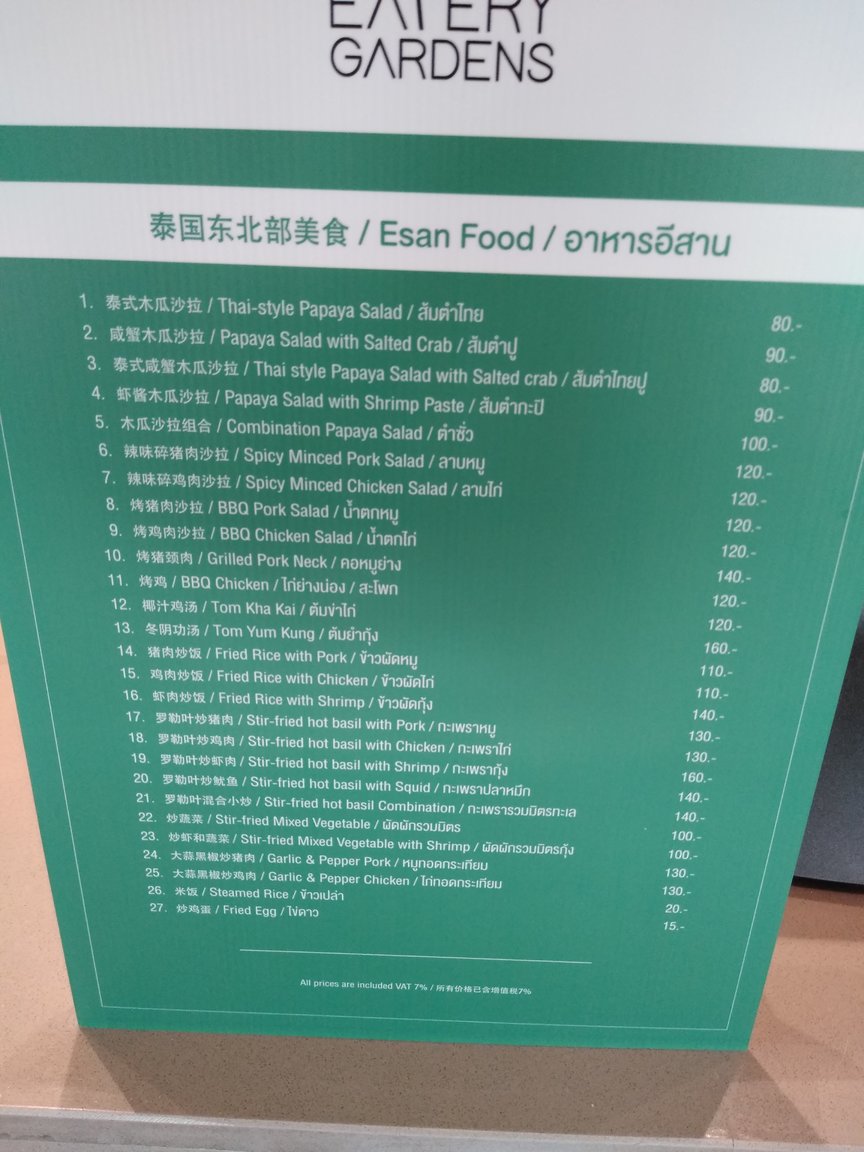 EATERY
GARDENS
泰国东北部美食 / Esan Food / อาหารอีสาน
1. 泰式木瓜沙拉 / Thai-style Papaya Salad / ส้มตำไทย 80.-
2. 咸蟹木瓜沙拉 / Papaya Salad with Salted Crab / ส้มตำปู 90.-
3. 泰式咸蟹木瓜沙拉 / Thai style Papaya Salad with Salted crab / ส้มตำไทยปู 80.-
4. 虾酱木瓜沙拉 / Papaya Salad with Shrimp Paste / ส้มตำกะปิ 90.-
5. 木瓜沙拉组合 / Combination Papaya Salad / ตำซั่ว 100.-
6. 辣味碎猪肉沙拉 / Spicy Minced Pork Salad / ลาบหมู 120.-
7. 辣味碎鸡肉沙拉 / Spicy Minced Chicken Salad / ลาบไก่ 120.-
8. 烤猪肉沙拉 / BBQ Pork Salad / น้ำตกหมู 120.-
9. 烤鸡肉沙拉 / BBQ Chicken Salad / น้ำตกไก่ 120.-
10. 烤猪颈肉 / Grilled Pork Neck / คอหมูย่าง 140.-
11. 烤鸡 / BBQ Chicken / ไก่ย่างน่อง / สะโพก 120.-
12. 椰汁鸡汤 / Tom Kha Kai / ต้มข่าไก่ 120.-
13. 冬阴功汤 / Tom Yum Kung / ต้มยำกุ้ง 160.-
14. 猪肉炒饭 / Fried Rice with Pork / ข้าวผัดหมู 110.-
15. 鸡肉炒饭 / Fried Rice with Chicken / ข้าวผัดไก่ 110.-
16. 虾肉炒饭 / Fried Rice with Shrimp / ข้าวผัดกุ้ง 140.-
17. 罗勒叶炒猪肉 / Stir-fried hot basil with Pork / กะเพราหมู 130.-
18. 罗勒叶炒鸡肉 / Stir-fried hot basil with Chicken / กะเพราไก่ 130.-
19. 罗勒叶炒虾肉 / Stir-fried hot basil with Shrimp / กะเพรากุ้ง 160.-
20. 罗勒叶炒鱿鱼 / Stir-fried hot basil with Squid / กะเพราปลาหมึก 140.-
21. 罗勒叶混合小炒 / Stir-fried hot basil Combination / กะเพรารวมมิตรทะเล 140.-
22. 炒蔬菜 / Stir-fried Mixed Vegetable / ผัดผักรวมมิตร 100.-
23. 炒虾和蔬菜 / Stir-fried Mixed Vegetable with Shrimp / ผัดผักรวมมิตรกุ้ง 100.-
24. 大蒜黑椒炒猪肉 / Garlic & Pepper Pork / หมูทอดกระเทียม 130.-
25. 大蒜黑椒炒鸡肉 / Garlic & Pepper Chicken / ไก่ทอดกระเทียม 130.-
26. 米饭 / Steamed Rice / ข้าวเปล่า 20.-
27. 炒鸡蛋 / Fried Egg / ไข่ดาว 15.-
All prices are included VAT 7% / 所有价格已含增值税7%